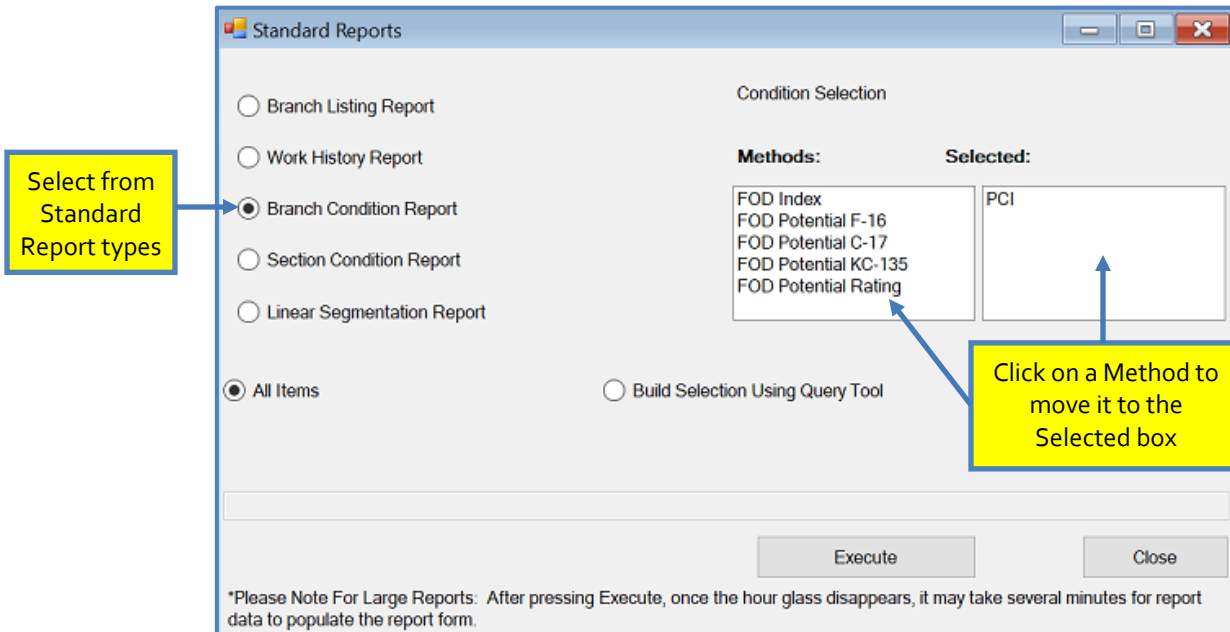 Standard Reports
Branch Listing Report
Work History Report
Branch Condition Report
Section Condition Report
Linear Segmentation Report
Select from
Standard
Report types
Condition Selection
Methods:
Selected:
FOD Index
FOD Potential F-16
FOD Potential C-17
FOD Potential KC-135
FOD Potential Rating
PCI
Click on a Method to
move it to the
Selected box
All Items
Build Selection Using Query Tool
Execute
Close
*Please Note For Large Reports: After pressing Execute, once the hour glass disappears, it may take several minutes for report
data to populate the report form.